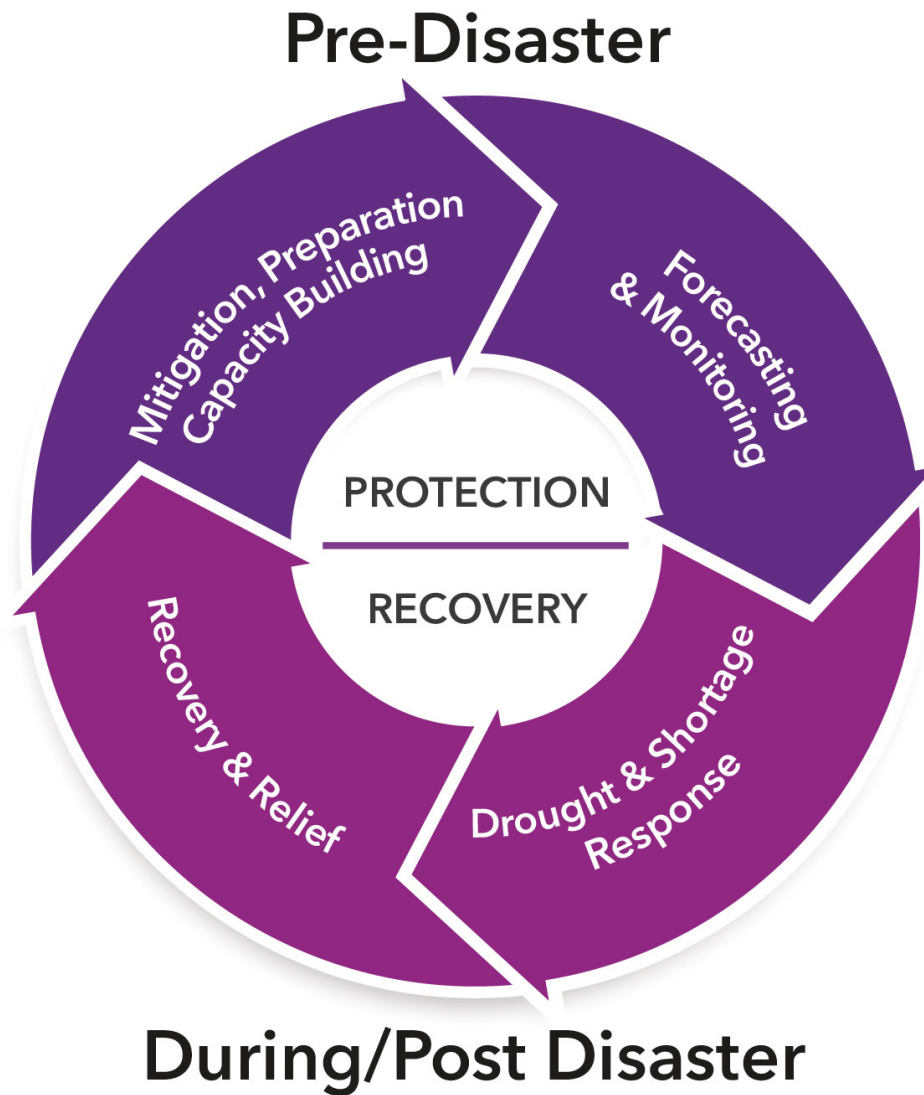 Pre-Disaster
Mitigation, Preparation
Capacity Building
Forecasting
& Monitoring
PROTECTION
RECOVERY
Recovery & Relief
Drought & Shortage
Response
During/Post Disaster